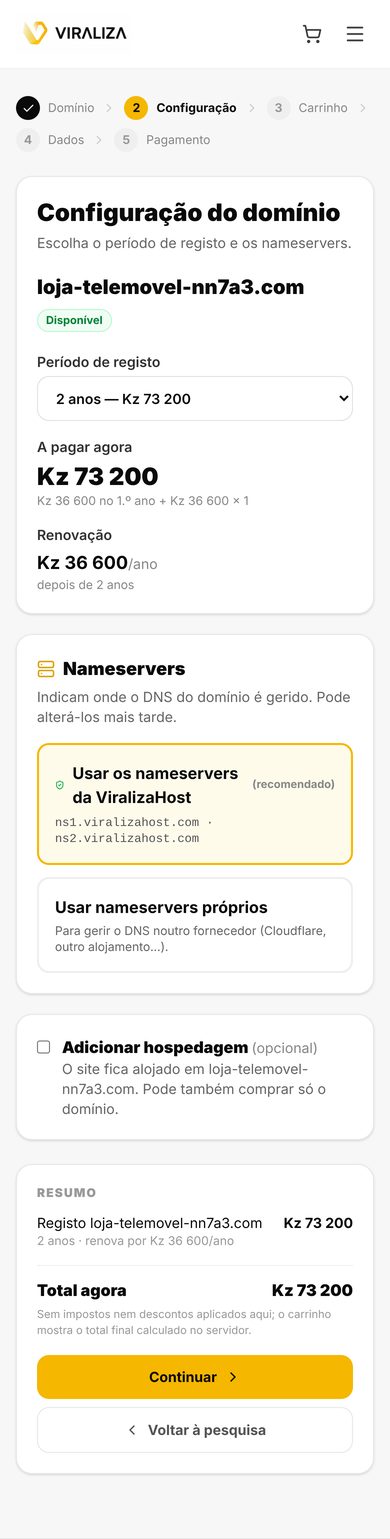 VIRALIZA
Domínio
2 Configuração
3 Carrinho
4 Dados
5 Pagamento
Configuração do domínio
Escolha o período de registo e os nameservers.
loja-telemovel-nn7a3.com
Disponível
Período de registo
2 anos — Kz 73 200
A pagar agora
Kz 73 200
Kz 36 600 no 1.º ano + Kz 36 600 × 1
Renovação
Kz 36 600/ano
depois de 2 anos
Nameservers
Indicam onde o DNS do domínio é gerido. Pode
alterá-los mais tarde.
Usar os nameservers
da ViralizaHost
(recomendado)
ns1.viralizahost.com ·
ns2.viralizahost.com
Usar nameservers próprios
Para gerir o DNS noutro fornecedor (Cloudflare,
outro alojamento…).
Adicionar hospedagem (opcional)
O site fica alojado em loja-telemovel-
nn7a3.com. Pode também comprar só o
domínio.
RESUMO
Registo loja-telemovel-nn7a3.com Kz 73 200
2 anos · renova por Kz 36 600/ano
Total agora Kz 73 200
Sem impostos nem descontos aplicados aqui; o carrinho
mostra o total final calculado no servidor.
Continuar
Voltar à pesquisa